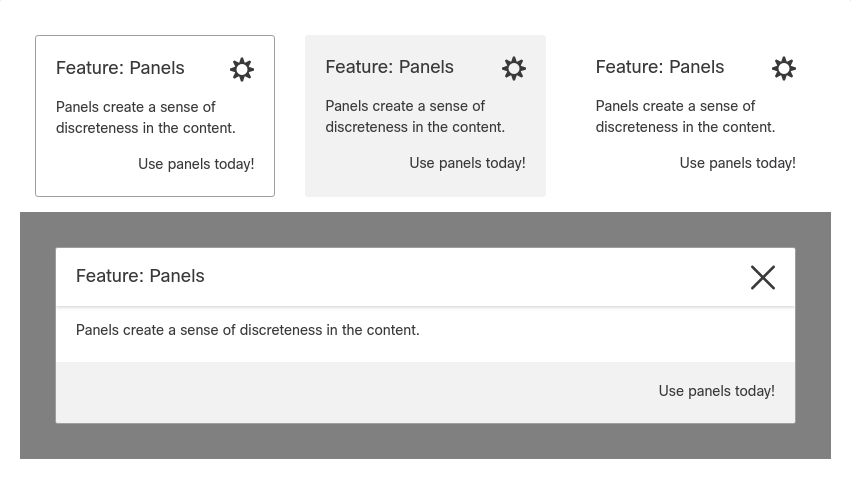 Feature: Panels
Panels create a sense of
discreteness in the content.
Use panels today!
Feature: Panels
Panels create a sense of
discreteness in the content.
Use panels today!
Feature: Panels
Panels create a sense of
discreteness in the content.
Use panels today!
Feature: Panels
Panels create a sense of discreteness in the content.
Use panels today!